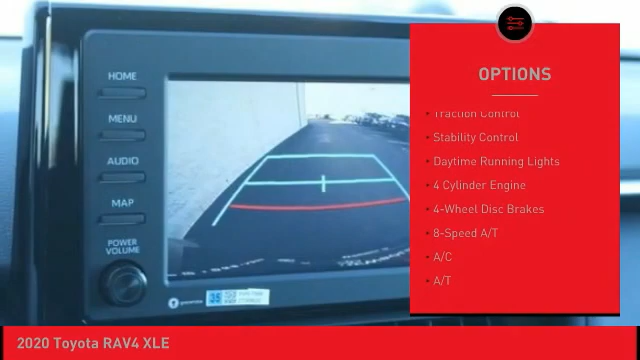 HOME
MENU
AUDIO
MAP
POWER
VOLUME
OPTIONS
• Traction Control
• Stability Control
• Daytime Running Lights
• 4 Cylinder Engine
• 4-Wheel Disc Brakes
• 8-Speed A/T
• A/C
• A/T
2020 Toyota RAV4 XLE